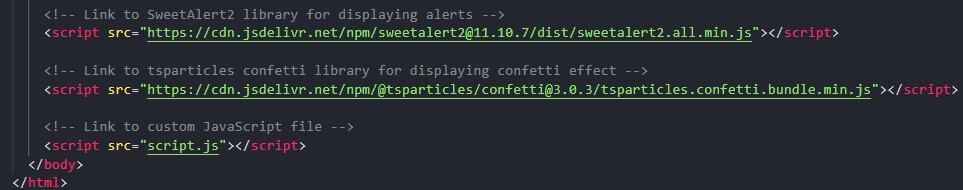 <!-- Link to SweetAlert2 library for displaying alerts -->
<script src="https://cdn.jsdelivr.net/npm/sweetalert2@11.10.7/dist/sweetalert2.all.min.js"></script>
<!-- Link to tsparticles confetti library for displaying confetti effect -->
<script src="https://cdn.jsdelivr.net/npm/@tsparticles/confetti@3.0.3/tsparticles.confetti.bundle.min.js"></script>
<!-- Link to custom JavaScript file -->
<script src="script.js"></script>
</body>
</html>